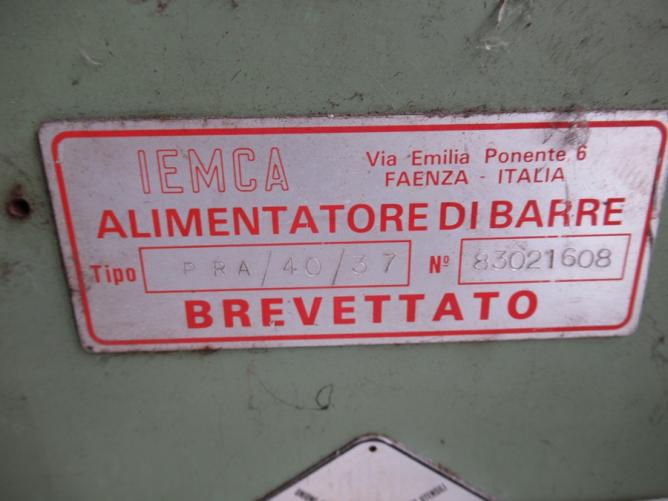 IEMCA
Via Emilia Ponente 6
FAENZA - ITALIA
ALIMENTATORE DI BARRE
Tipo PRA/40/37 Nº 83021608
BREVETTATO